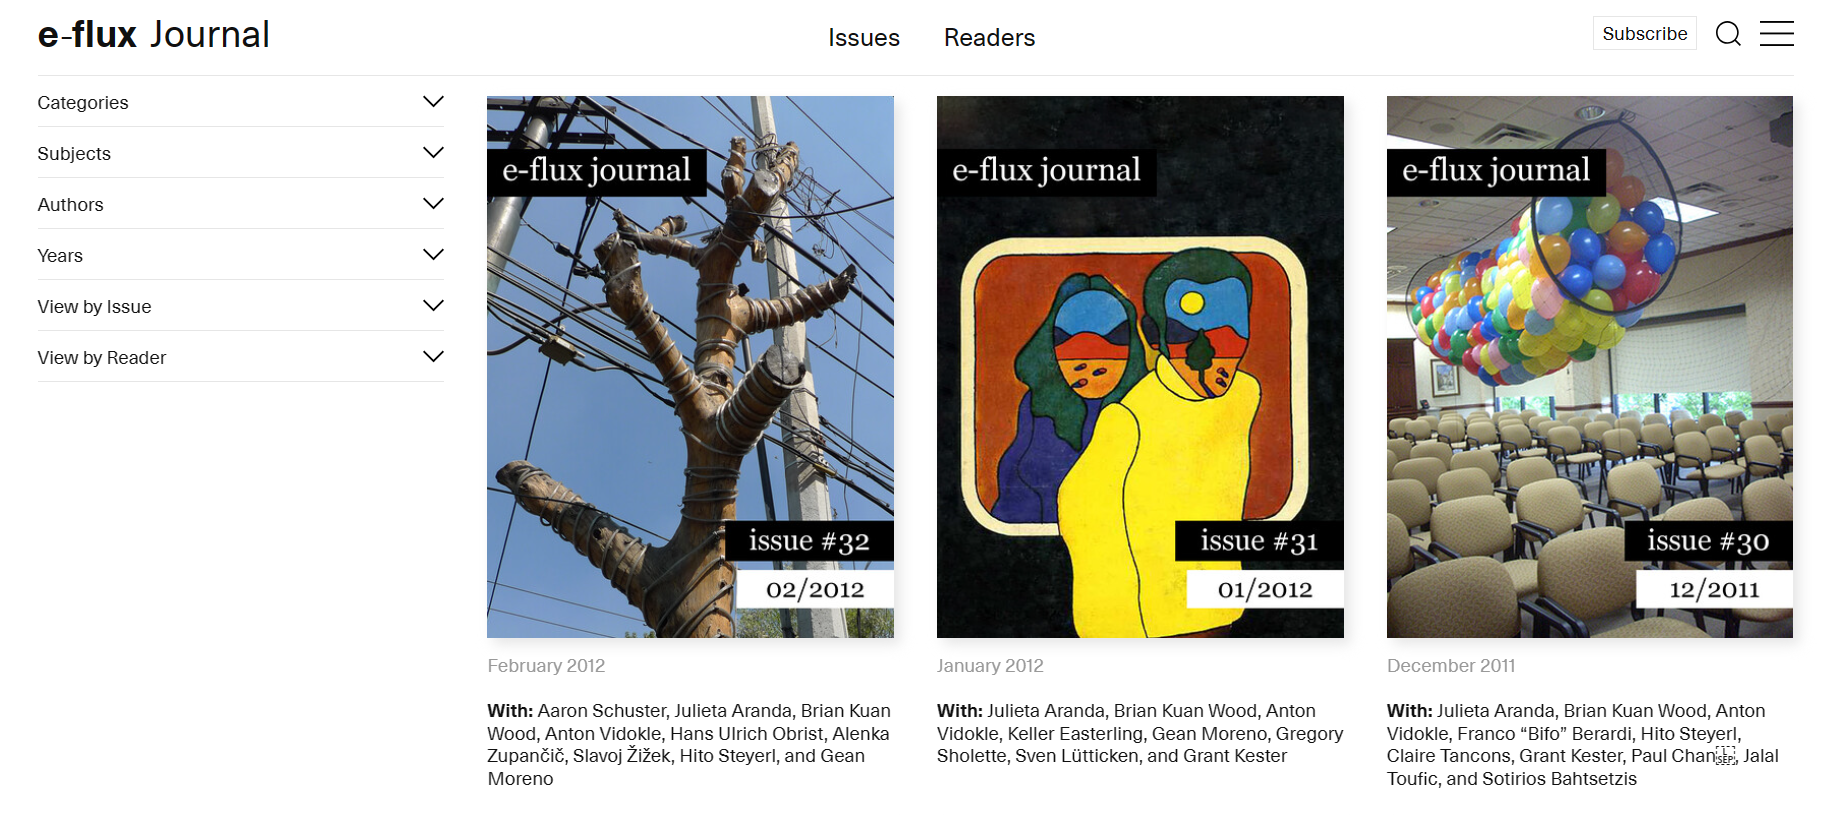 e-flux Journal
Issues
Readers
Subscribe
Categories
Subjects
Authors
Years
View by Issue
View by Reader
e-flux journal
issue #32
02/2012
February 2012
With: Aaron Schuster, Julieta Aranda, Brian Kuan
Wood, Anton Vidokle, Hans Ulrich Obrist, Alenka
Zupančič, Slavoj Žižek, Hito Steyerl, and Gean
Moreno
e-flux journal
issue #31
01/2012
January 2012
With: Julieta Aranda, Brian Kuan Wood, Anton
Vidokle, Keller Easterling, Gean Moreno, Gregory
Sholette, Sven Lütticken, and Grant Kester
e-flux journal
issue #30
12/2011
December 2011
With: Julieta Aranda, Brian Kuan Wood, Anton
Vidokle, Franco “Bifo” Berardi, Hito Steyerl,
Claire Tancons, Grant Kester, Paul Chan, Jalal
Toufic, and Sotirios Bahtsetzis